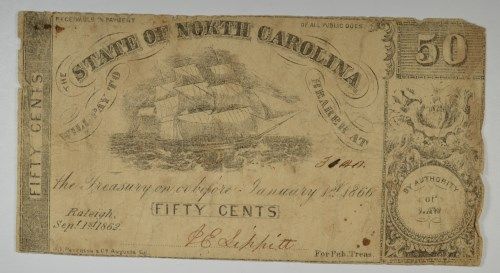 RECEIVABLE IN PAYMENT OF ALL PUBLIC DUES.
STATE OF NORTH CAROLINA
50
THE
WILL PAY TO BEARER AT
FIFTY CENTS
the Treasury on or before January 1st 1866
Raleigh,
Sept. 1st 1862.
FIFTY CENTS
BY AUTHORITY
OF
LAW
For Pub. Treas.